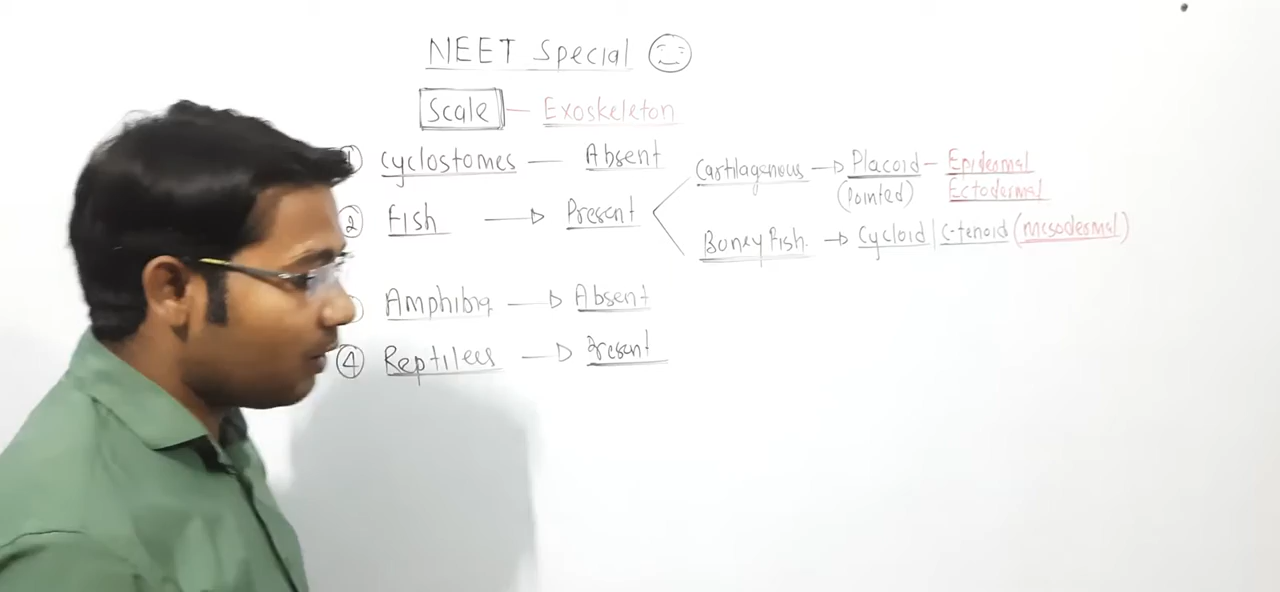 NEET Special
Scale — Exoskeleton
① Cyclostomes — Absent
② Fish → Present
Cartilagenous → Placoid – Epidermal
(Pointed) Ectodermal
Boney Fish. → Cycloid | C-tenoid (Mesodermal)
Amphibia → Absent
④ Reptilees → Present